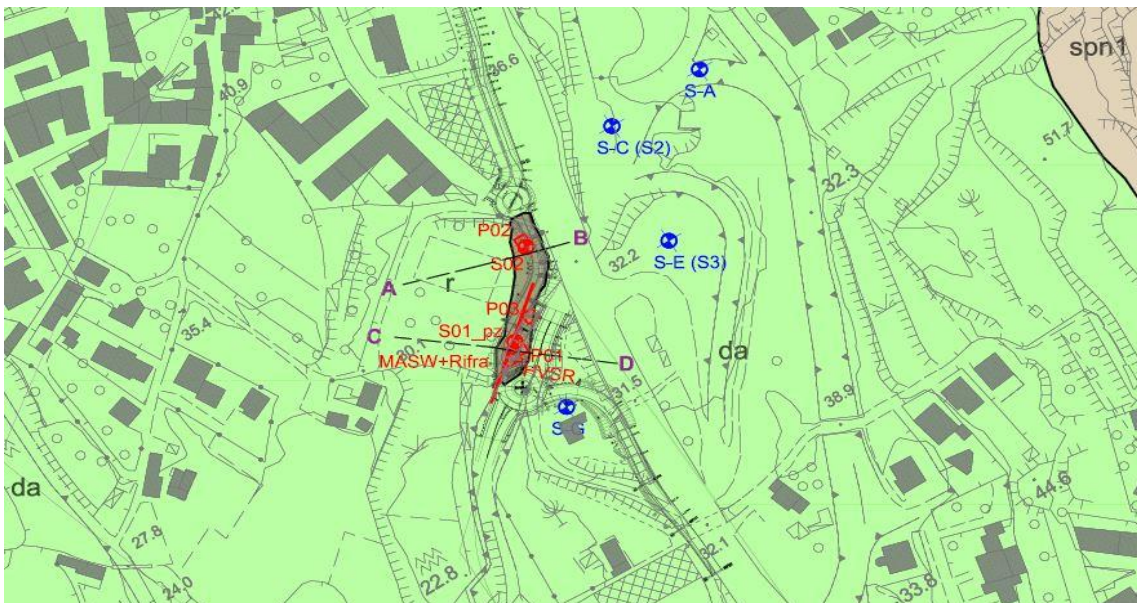 42.
36.6
spn1
S-A
40.9
S-C (S2)
51.7
32.3
P02
B
S02
32.2
S-E (S3)
A
r
P03
35.4
C
S01_pz
MASW+Rifra
P01
HVSR
D
da
31.5
38.9
S-G
da
44.6
27.8
32.1
22.8
24.0
33.8